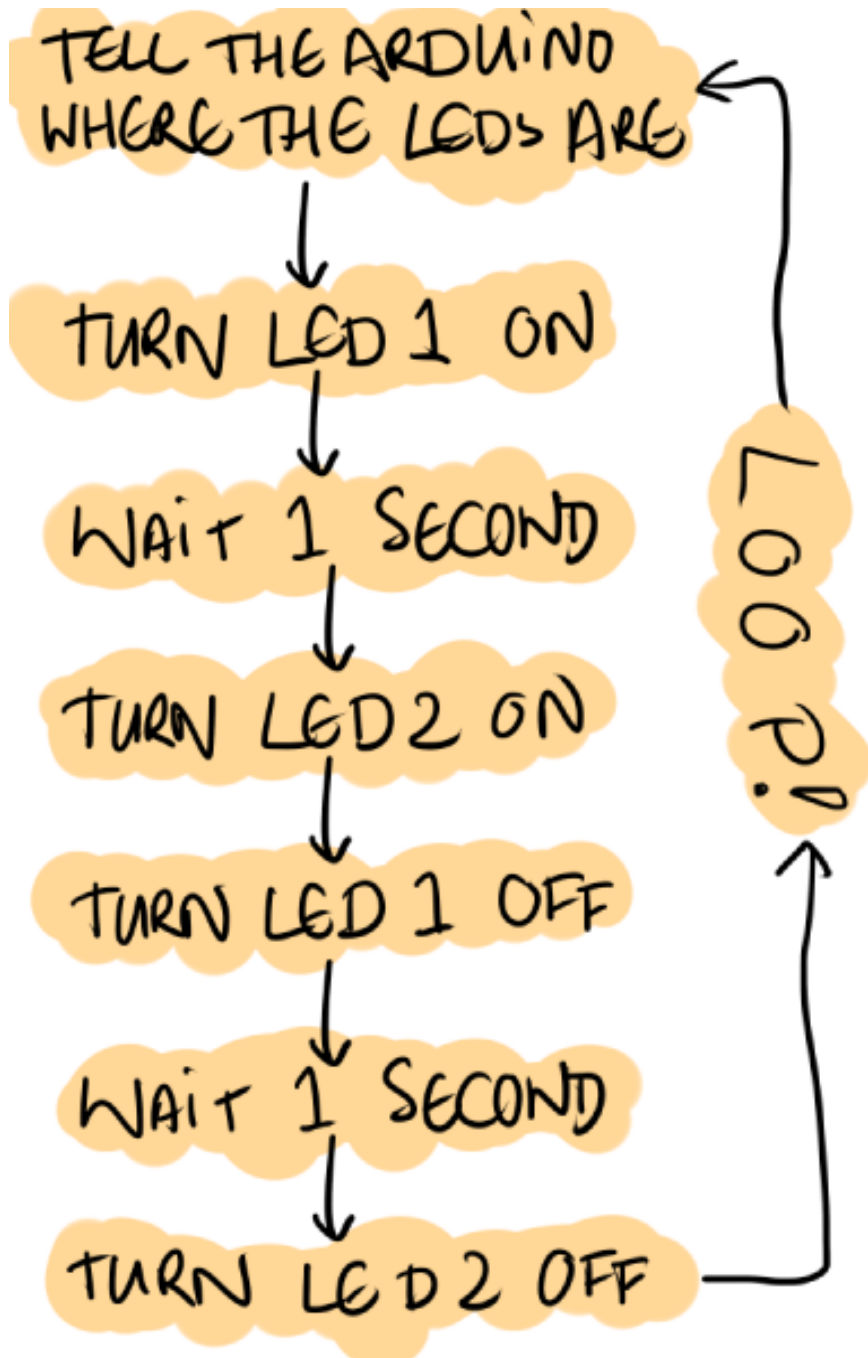 TELL THE ARDUiNO
WHERE THE LEDs ARE
TURN LED 1 ON
WAiT 1 SECOND
TURN LED 2 ON
TURN LED 1 OFF
WAiT 1 SECOND
TURN LED 2 OFF
LOOP!